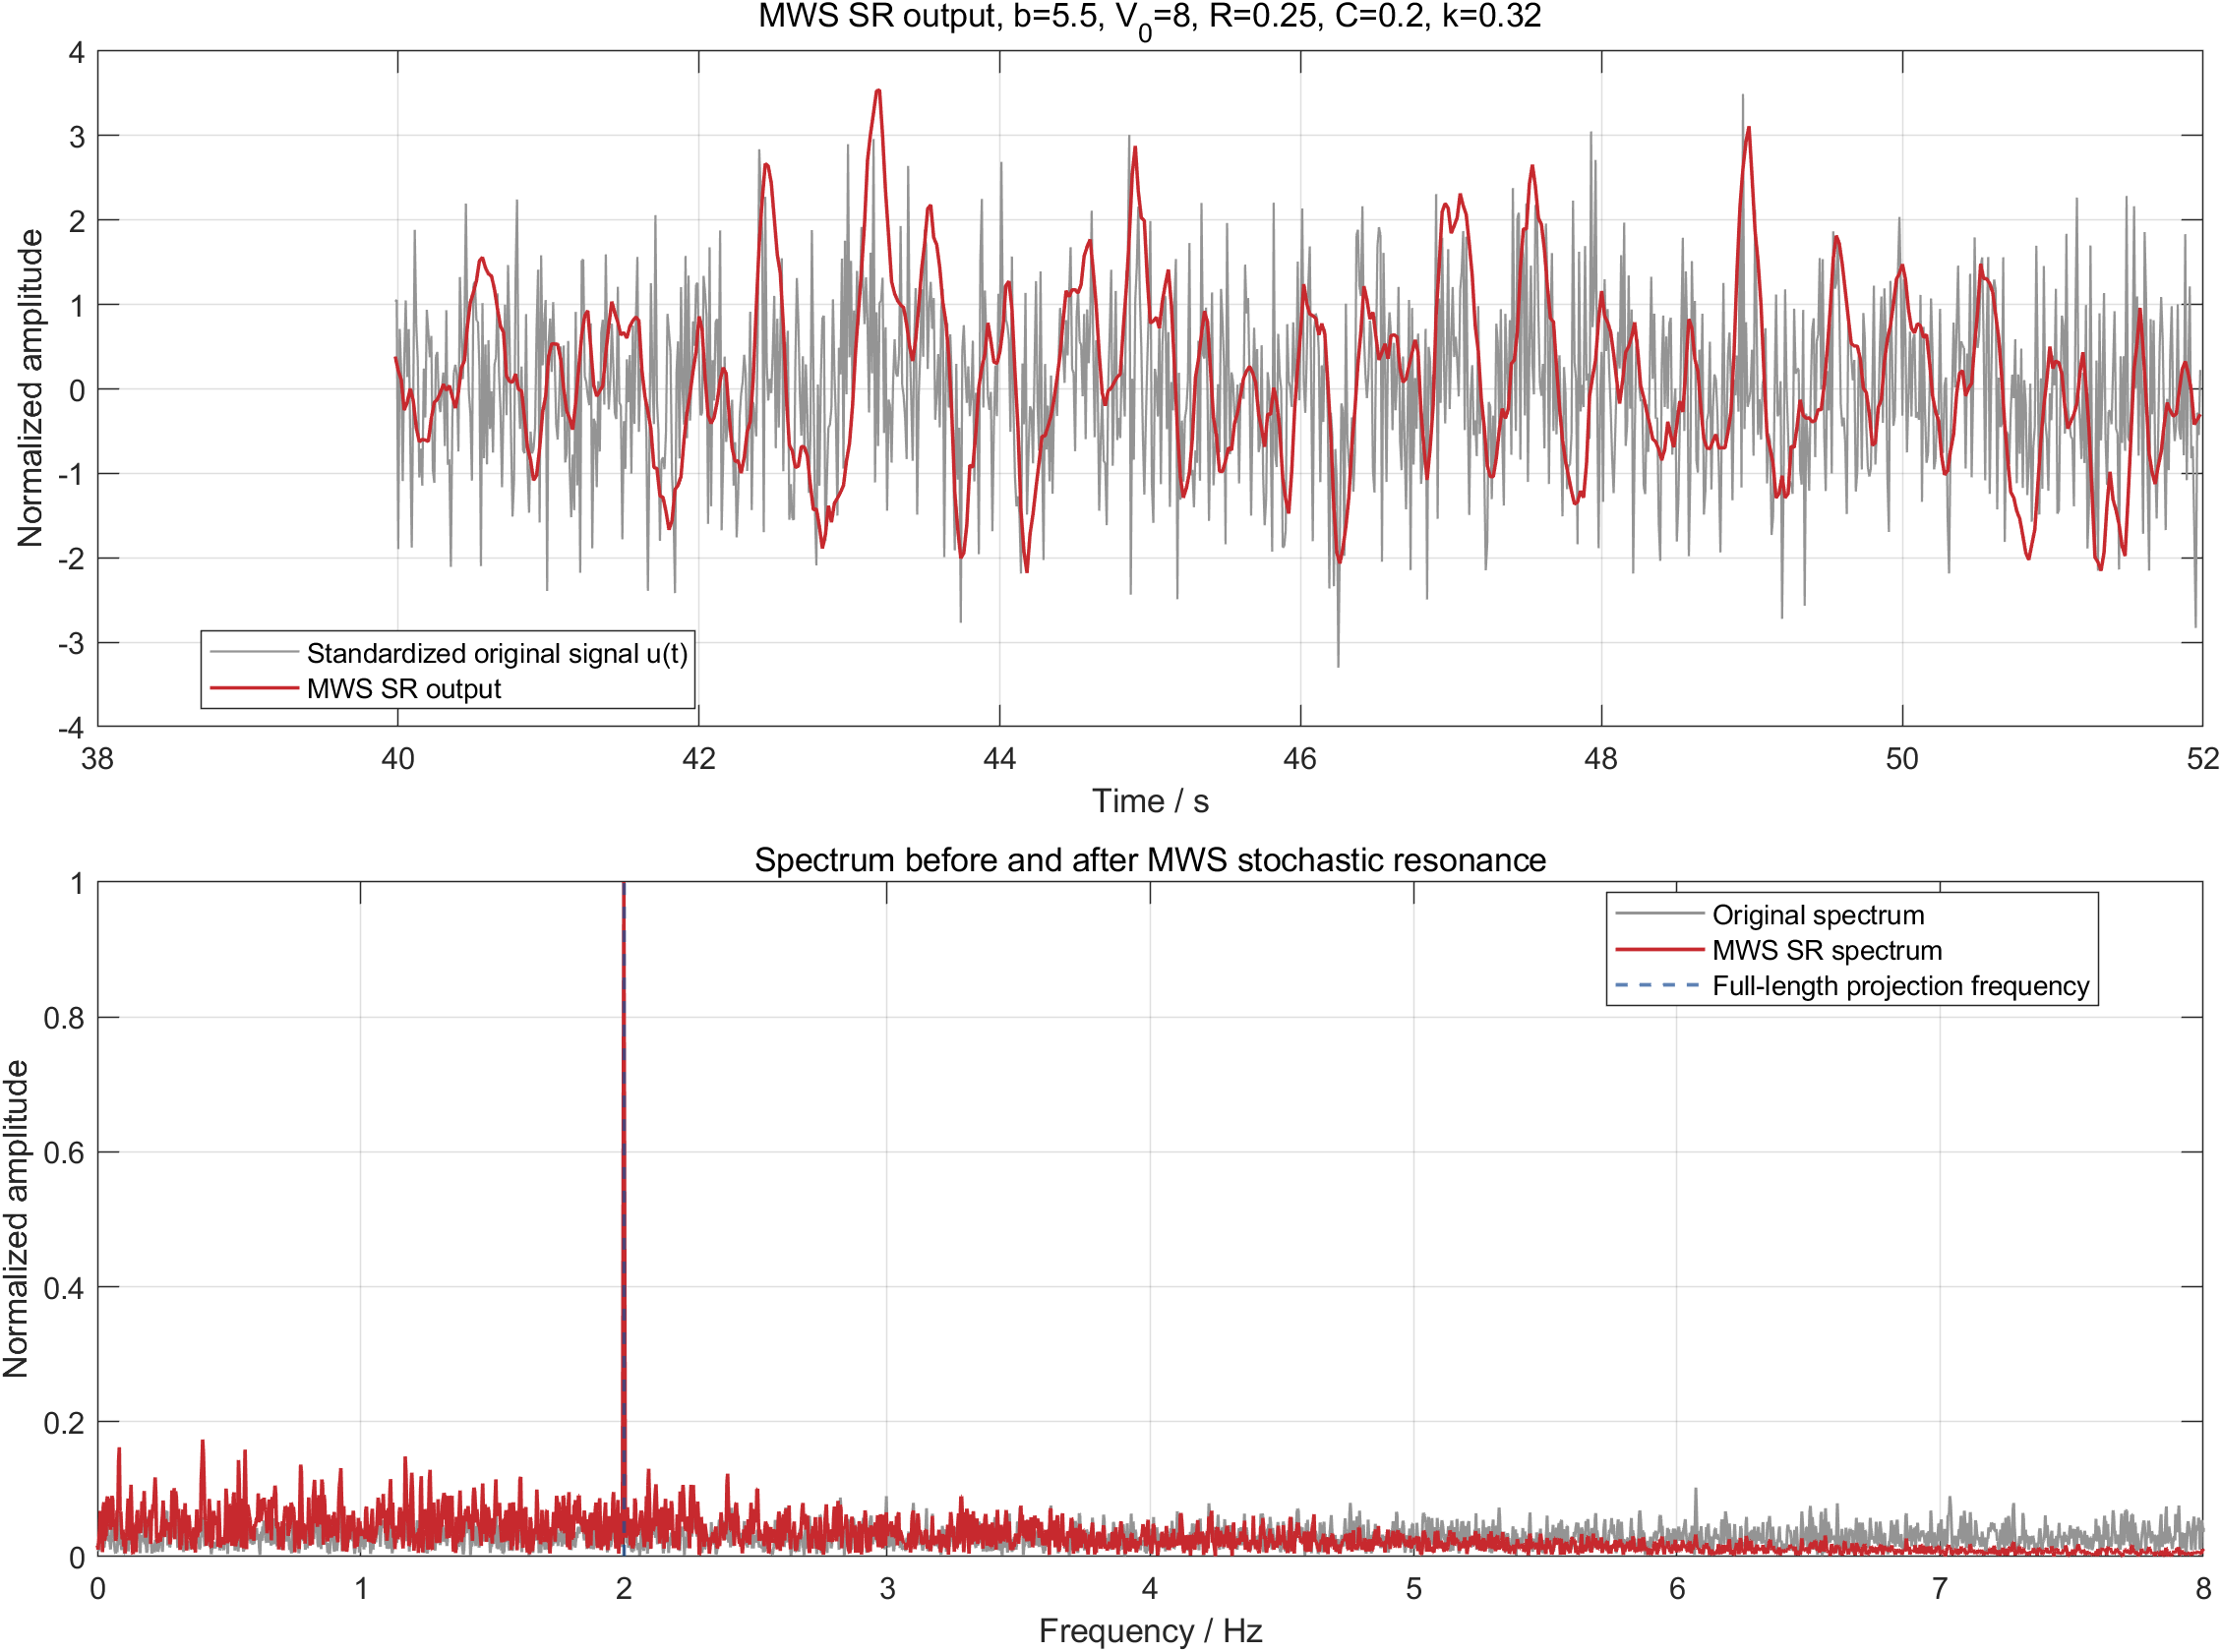 MWS SR output, b=5.5, V₀=8, R=0.25, C=0.2, k=0.32
Normalized amplitude
4
3
2
1
0
-1
-2
-3
-4
Standardized original signal u(t)
MWS SR output
38 40 42 44 46 48 50 52
Time / s
Spectrum before and after MWS stochastic resonance
Normalized amplitude
1
0.8
0.6
0.4
0.2
0
Original spectrum
MWS SR spectrum
Full-length projection frequency
0 1 2 3 4 5 6 7 8
Frequency / Hz